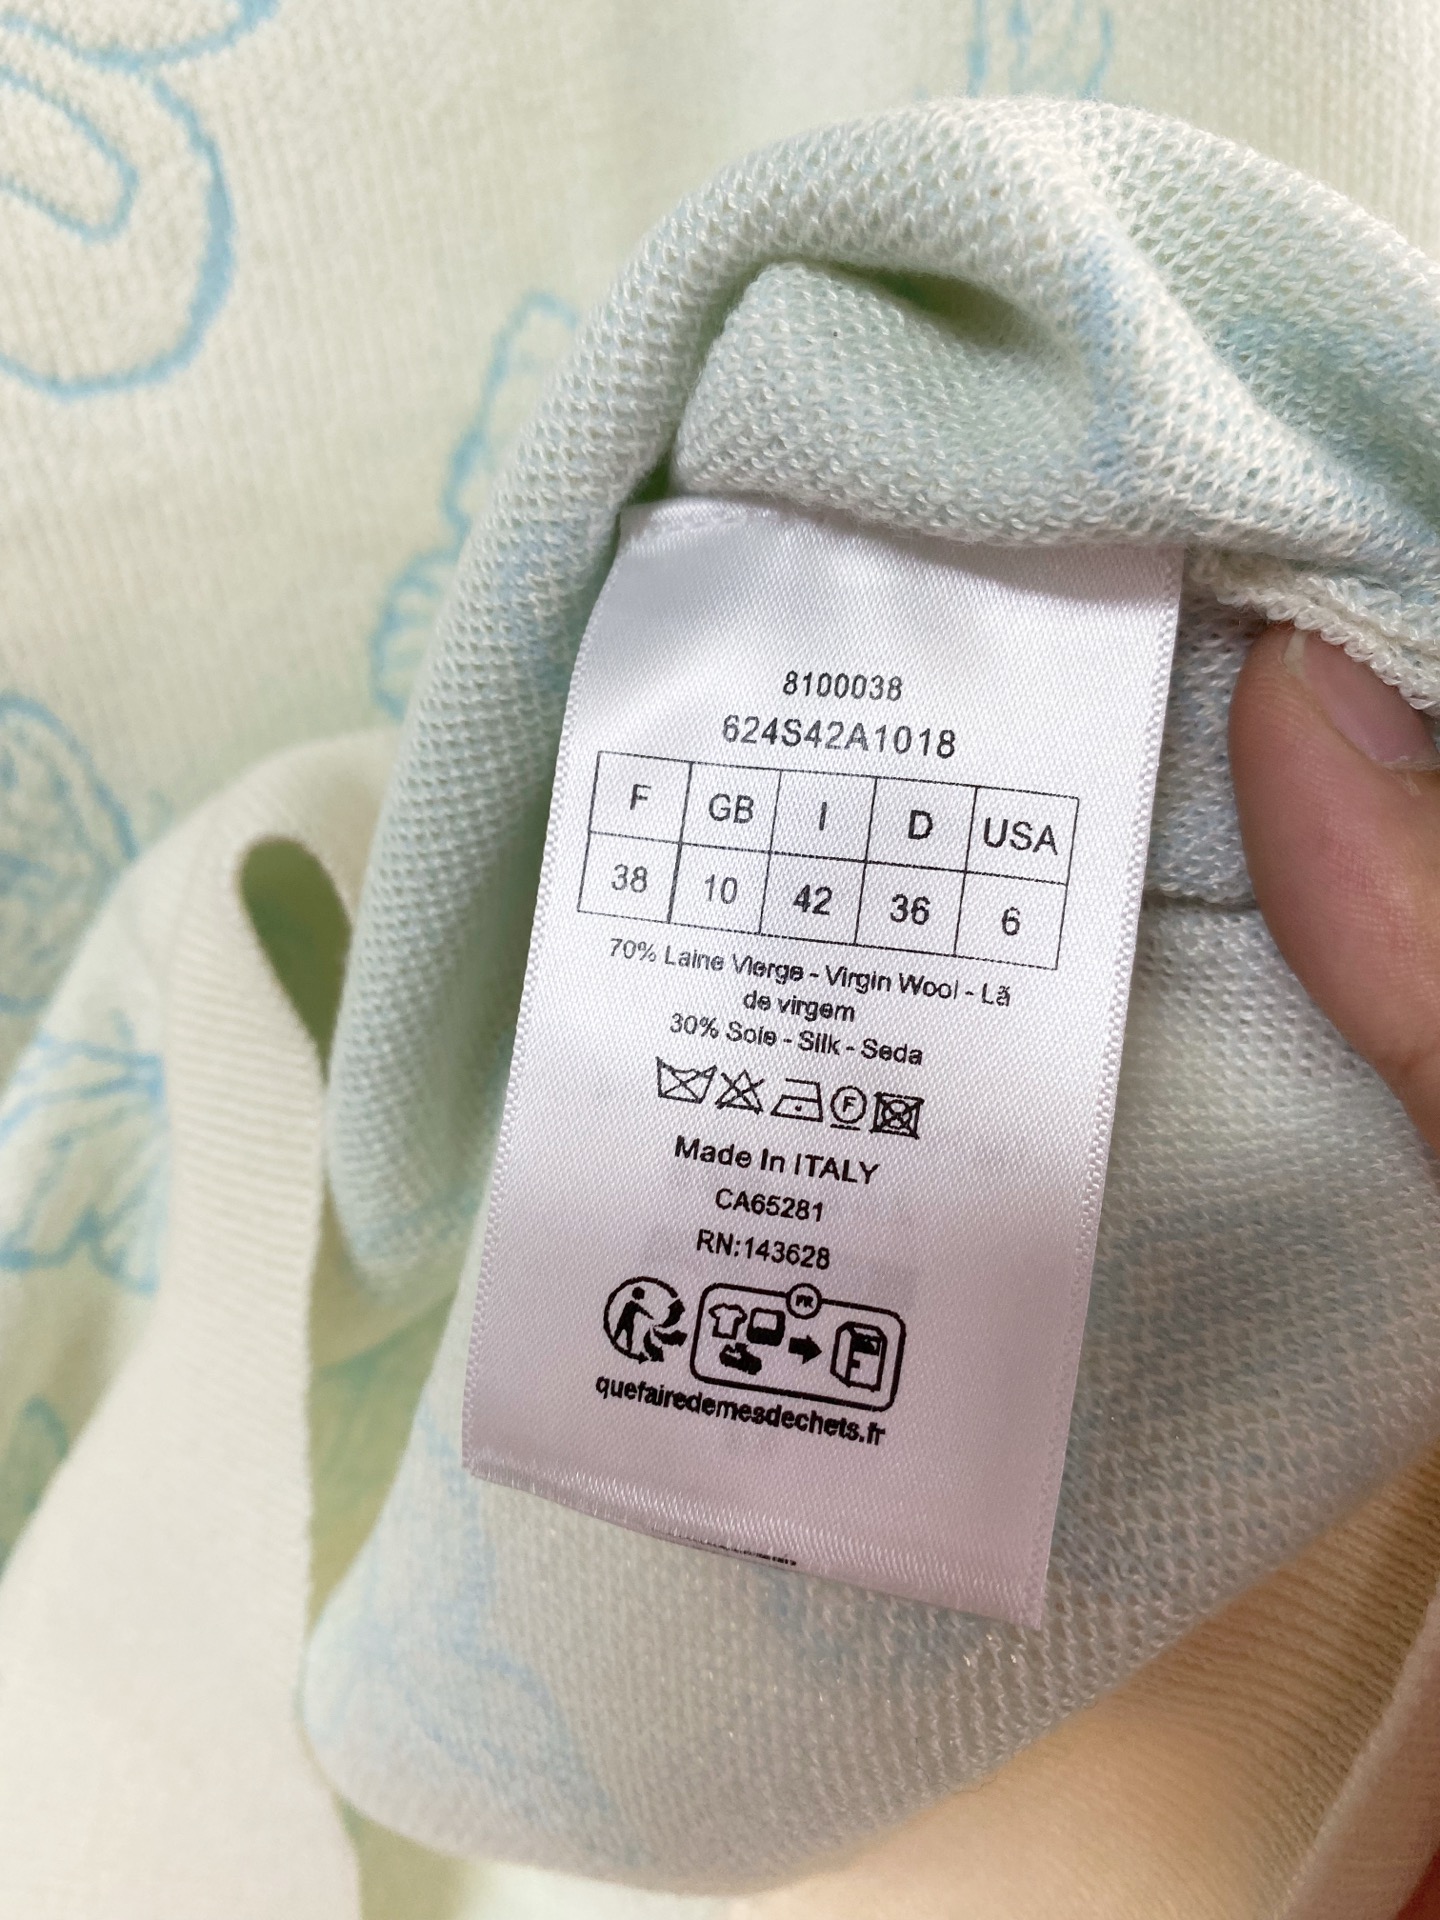 8100038
624S42A1018
F GB I D USA
38 10 42 36 6
70% Laine Vierge - Virgin Wool - Lã
de virgem
30% Soie - Silk - Seda
F
Made In ITALY
CA65281
RN:143628
FR
quefairedemesdechets.fr